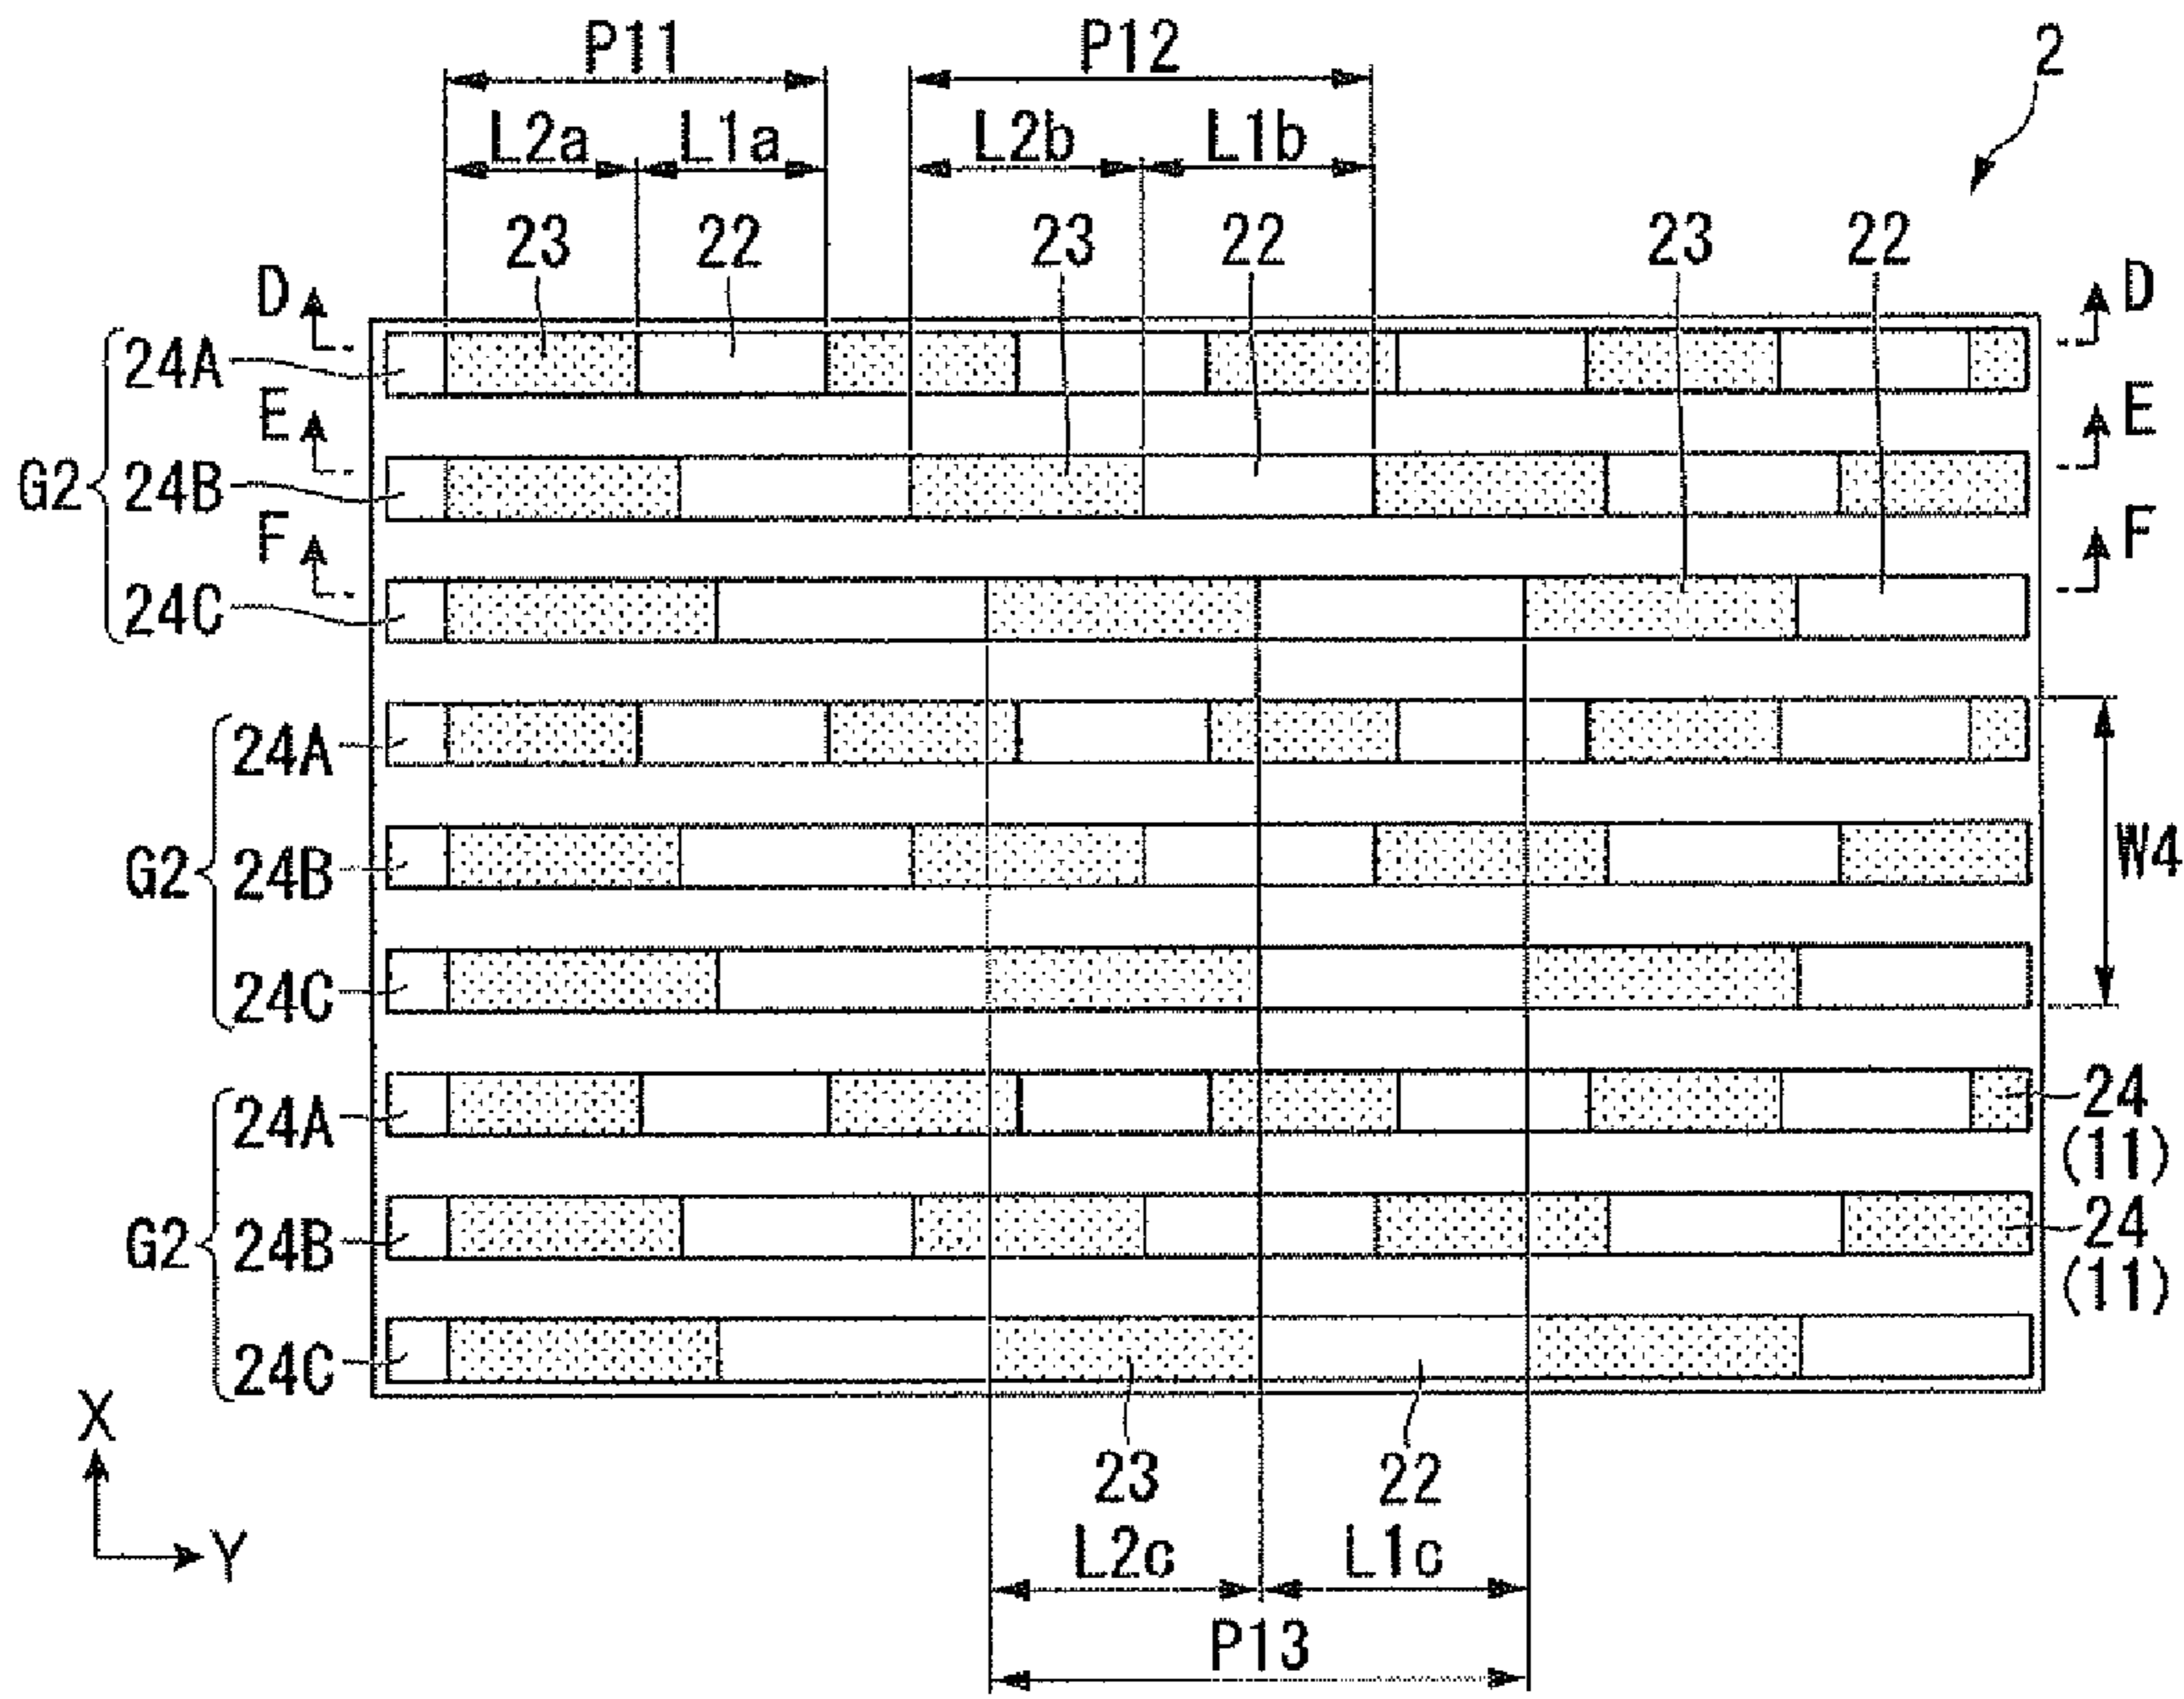 P11 P12 2
L2a L1a L2b L1b
23 22 23 22 23 22
D D
24A
E E
G2 24B
F F
24C
24A
G2 24B W4
24C
24A 24
(11)
G2 24B 24
(11)
24C
X
23 22
Y L2c L1c
P13